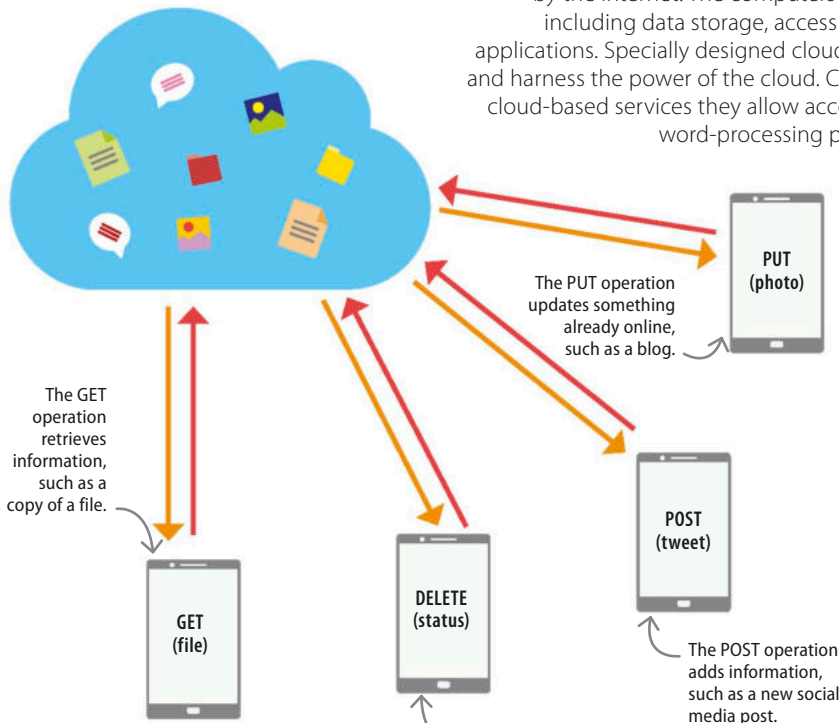 by the internet. The computers
including data storage, access
applications. Specially designed cloud
and harness the power of the cloud. C
cloud-based services they allow acc
word-processing p
PUT
(photo)
The PUT operation
updates something
already online,
such as a blog.
The GET
operation
retrieves
information,
such as a
copy of a file.
POST
(tweet)
DELETE
(status)
GET
(file)
The POST operation
adds information,
such as a new social
media post.